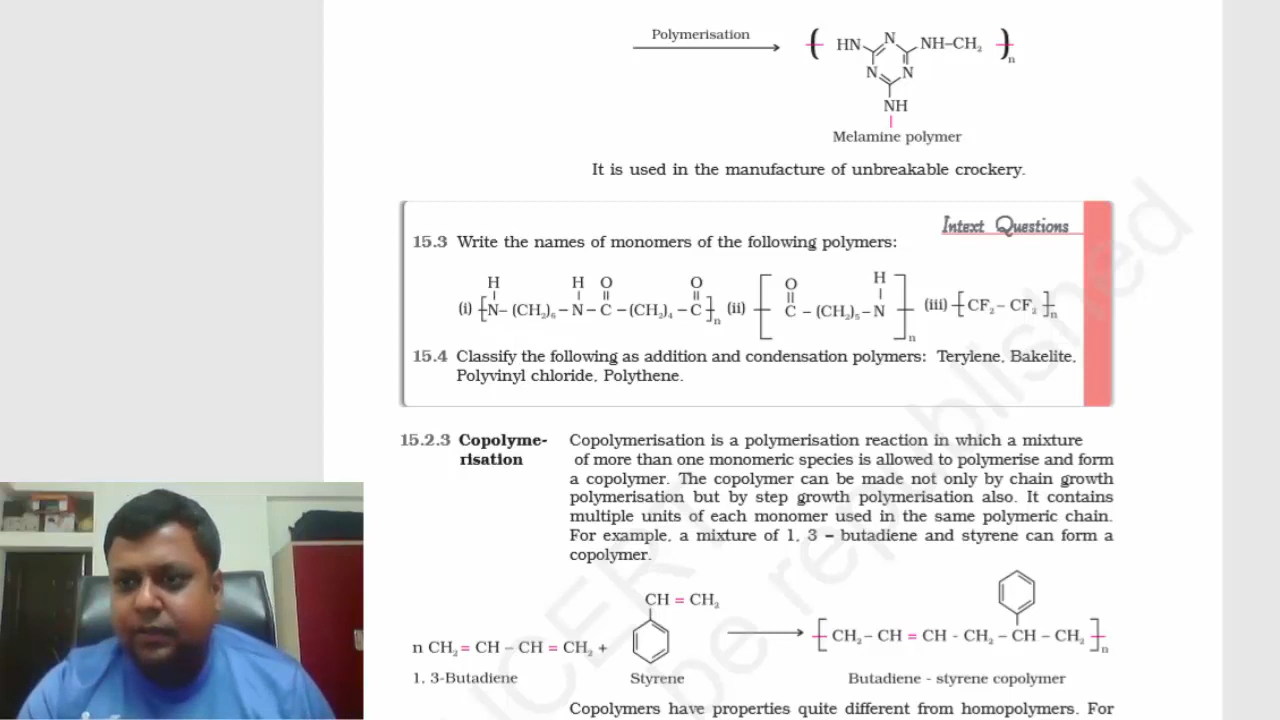 Polymerisation
( HN N NH–CH₂ )n
N N
NH
Melamine polymer
It is used in the manufacture of unbreakable crockery.
Intext Questions
15.3 Write the names of monomers of the following polymers:
H H O O O H
(i) [N– (CH₂)₆ – N – C –(CH₂)₄ – C]n (ii) [C – (CH₂)₅ – N]n (iii) [CF₂– CF₂]n
15.4 Classify the following as addition and condensation polymers: Terylene, Bakelite,
Polyvinyl chloride, Polythene.
15.2.3 Copolyme-
risation
Copolymerisation is a polymerisation reaction in which a mixture
of more than one monomeric species is allowed to polymerise and form
a copolymer. The copolymer can be made not only by chain growth
polymerisation but by step growth polymerisation also. It contains
multiple units of each monomer used in the same polymeric chain.
For example, a mixture of 1, 3 – butadiene and styrene can form a
copolymer.
CH = CH₂
n CH₂ = CH – CH = CH₂ + [CH₂ – CH = CH - CH₂ – CH – CH₂]n
1, 3-Butadiene Styrene Butadiene - styrene copolymer
Copolymers have properties quite different from homopolymers. For
NCERT
be republished